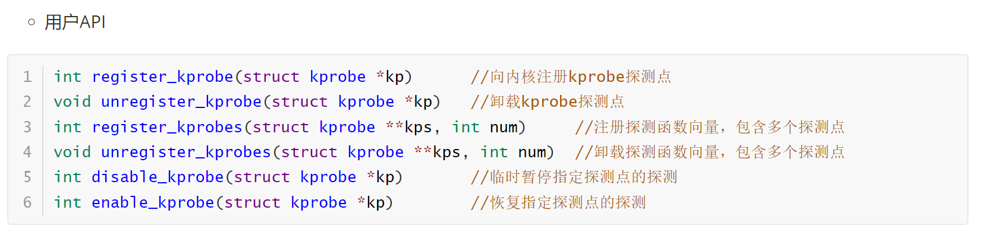 用户API
1 int register_kprobe(struct kprobe *kp)      //向内核注册kprobe探测点
2 void unregister_kprobe(struct kprobe *kp)   //卸载kprobe探测点
3 int register_kprobes(struct kprobe **kps, int num)     //注册探测函数向量，包含多个探测点
4 void unregister_kprobes(struct kprobe **kps, int num)  //卸载探测函数向量，包含多个探测点
5 int disable_kprobe(struct kprobe *kp)       //临时暂停指定探测点的探测
6 int enable_kprobe(struct kprobe *kp)        //恢复指定探测点的探测